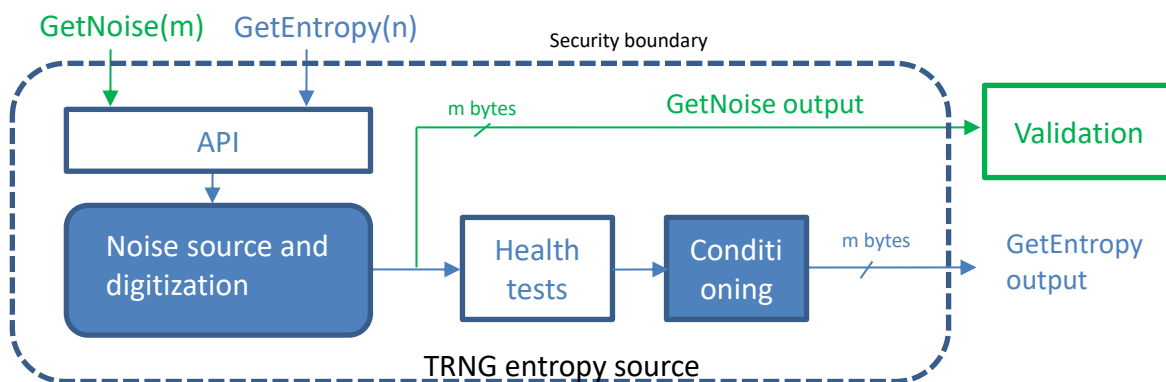 GetNoise(m)
GetEntropy(n)
Security boundary
API
m bytes
GetNoise output
Validation
Noise source and
digitization
Health
tests
Conditi
oning
m bytes
GetEntropy
output
TRNG entropy source